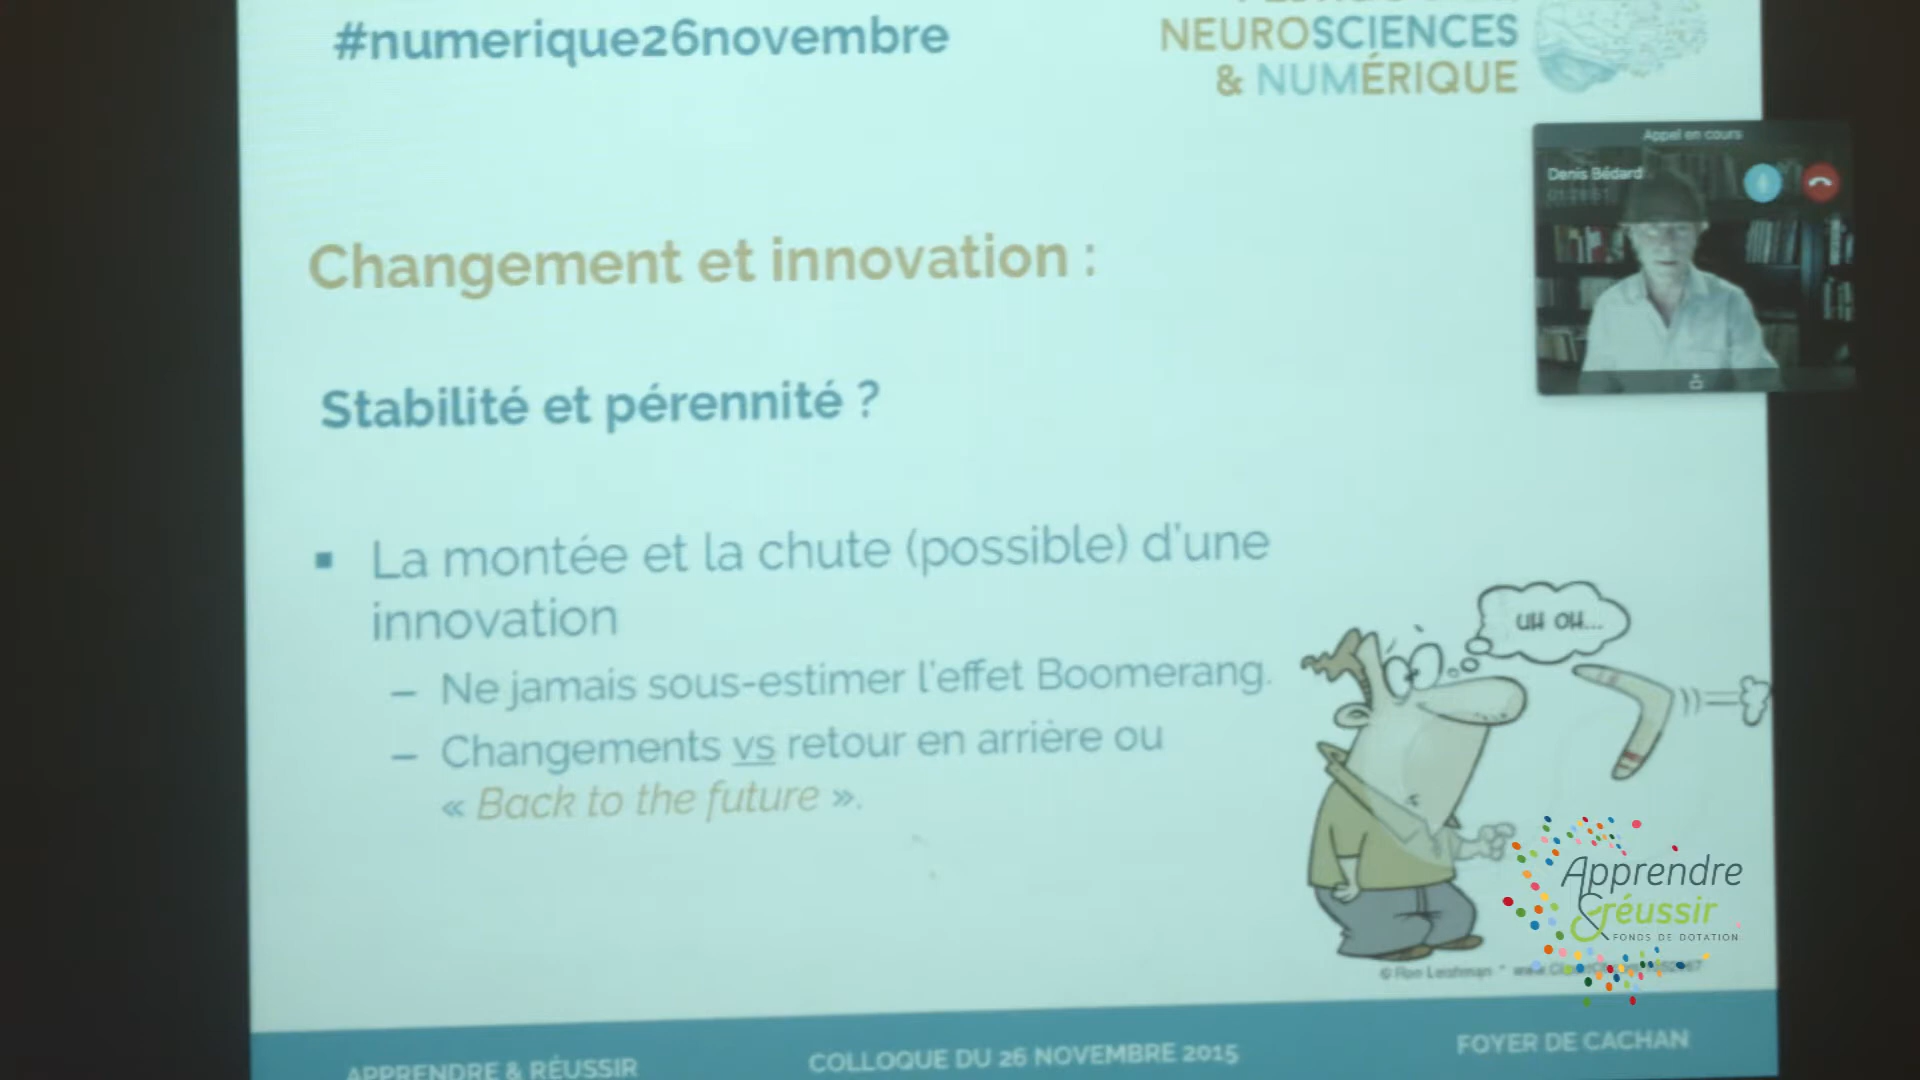 #numerique26novembre
NEUROSCIENCES
& NUMÉRIQUE
Appel en cours
Denis Bédard
Changement et innovation :
Stabilité et pérennité ?
▪ La montée et la chute (possible) d'une
innovation
– Ne jamais sous-estimer l'effet Boomerang.
– Changements vs retour en arrière ou
« Back to the future ».
UH OH...
Apprendre
& réussir
FONDS DE DOTATION
© Ron Leishman
APPRENDRE & RÉUSSIR
COLLOQUE DU 26 NOVEMBRE 2015
FOYER DE CACHAN